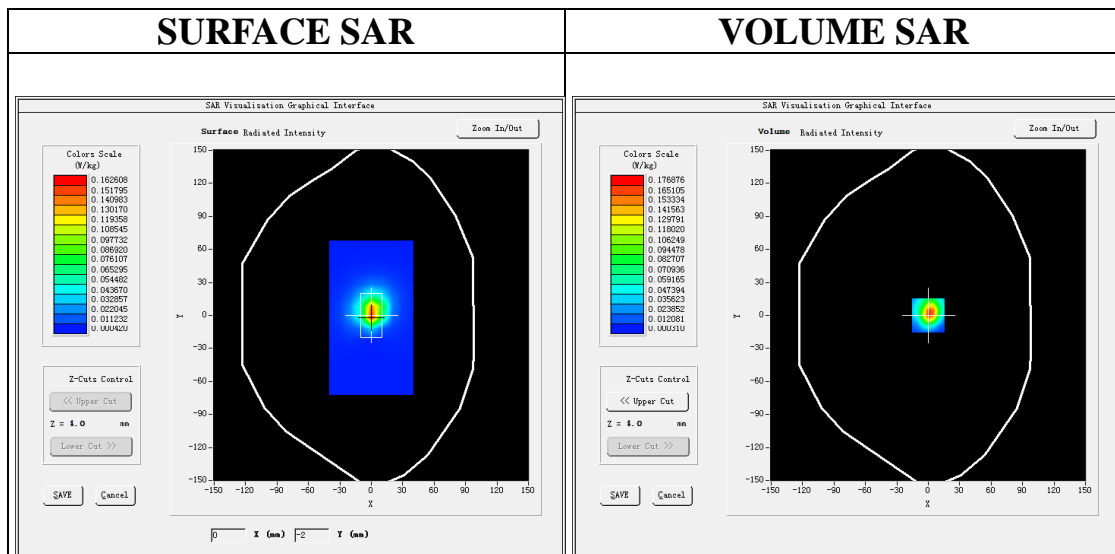 SURFACE SAR
VOLUME SAR
SAR Visualisation Graphical Interface
Surface Radiated Intensity
Zoom In/Out
Colors Scale
(W/kg)
0.162608
0.151795
0.140983
0.130170
0.119358
0.108545
0.097732
0.086920
0.076107
0.065295
0.054482
0.043670
0.032857
0.022045
0.011232
0.000420
Z-Cuts Control
<< Upper Cut
Z = 4.0 mm
Lower Cut >>
SAVE Cancel
150
120
90
60
30
0
-30
-60
-90
-120
-150
Y
-150 -120 -90 -60 -30 0 30 60 90 120 150
X
0 X (mm) -2 Y (mm)
SAR Visualisation Graphical Interface
Volume Radiated Intensity
Zoom In/Out
Colors Scale
(W/kg)
0.176876
0.165105
0.153334
0.141563
0.129791
0.118020
0.106249
0.094478
0.082707
0.070936
0.059165
0.047394
0.035623
0.023852
0.012081
0.000310
Z-Cuts Control
<< Upper Cut
Z = 4.0 mm
Lower Cut >>
SAVE Cancel
150
120
90
60
30
0
-30
-60
-90
-120
-150
Y
-150 -120 -90 -60 -30 0 30 60 90 120 150
X